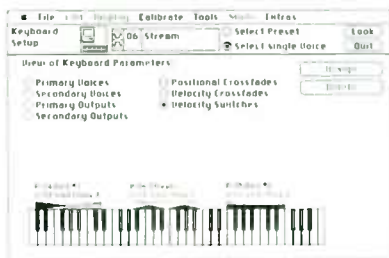 File Calibrate Tools Extras
Keyboard Setup
06 Stream
Select Preset
Select single Voice
Look
Quit
View of Keyboard Parameters
Primary Voices
Secondary Voices
Primary Outputs
Secondary Outputs
Positional Crossfades
Velocity Crossfades
Velocity Switches